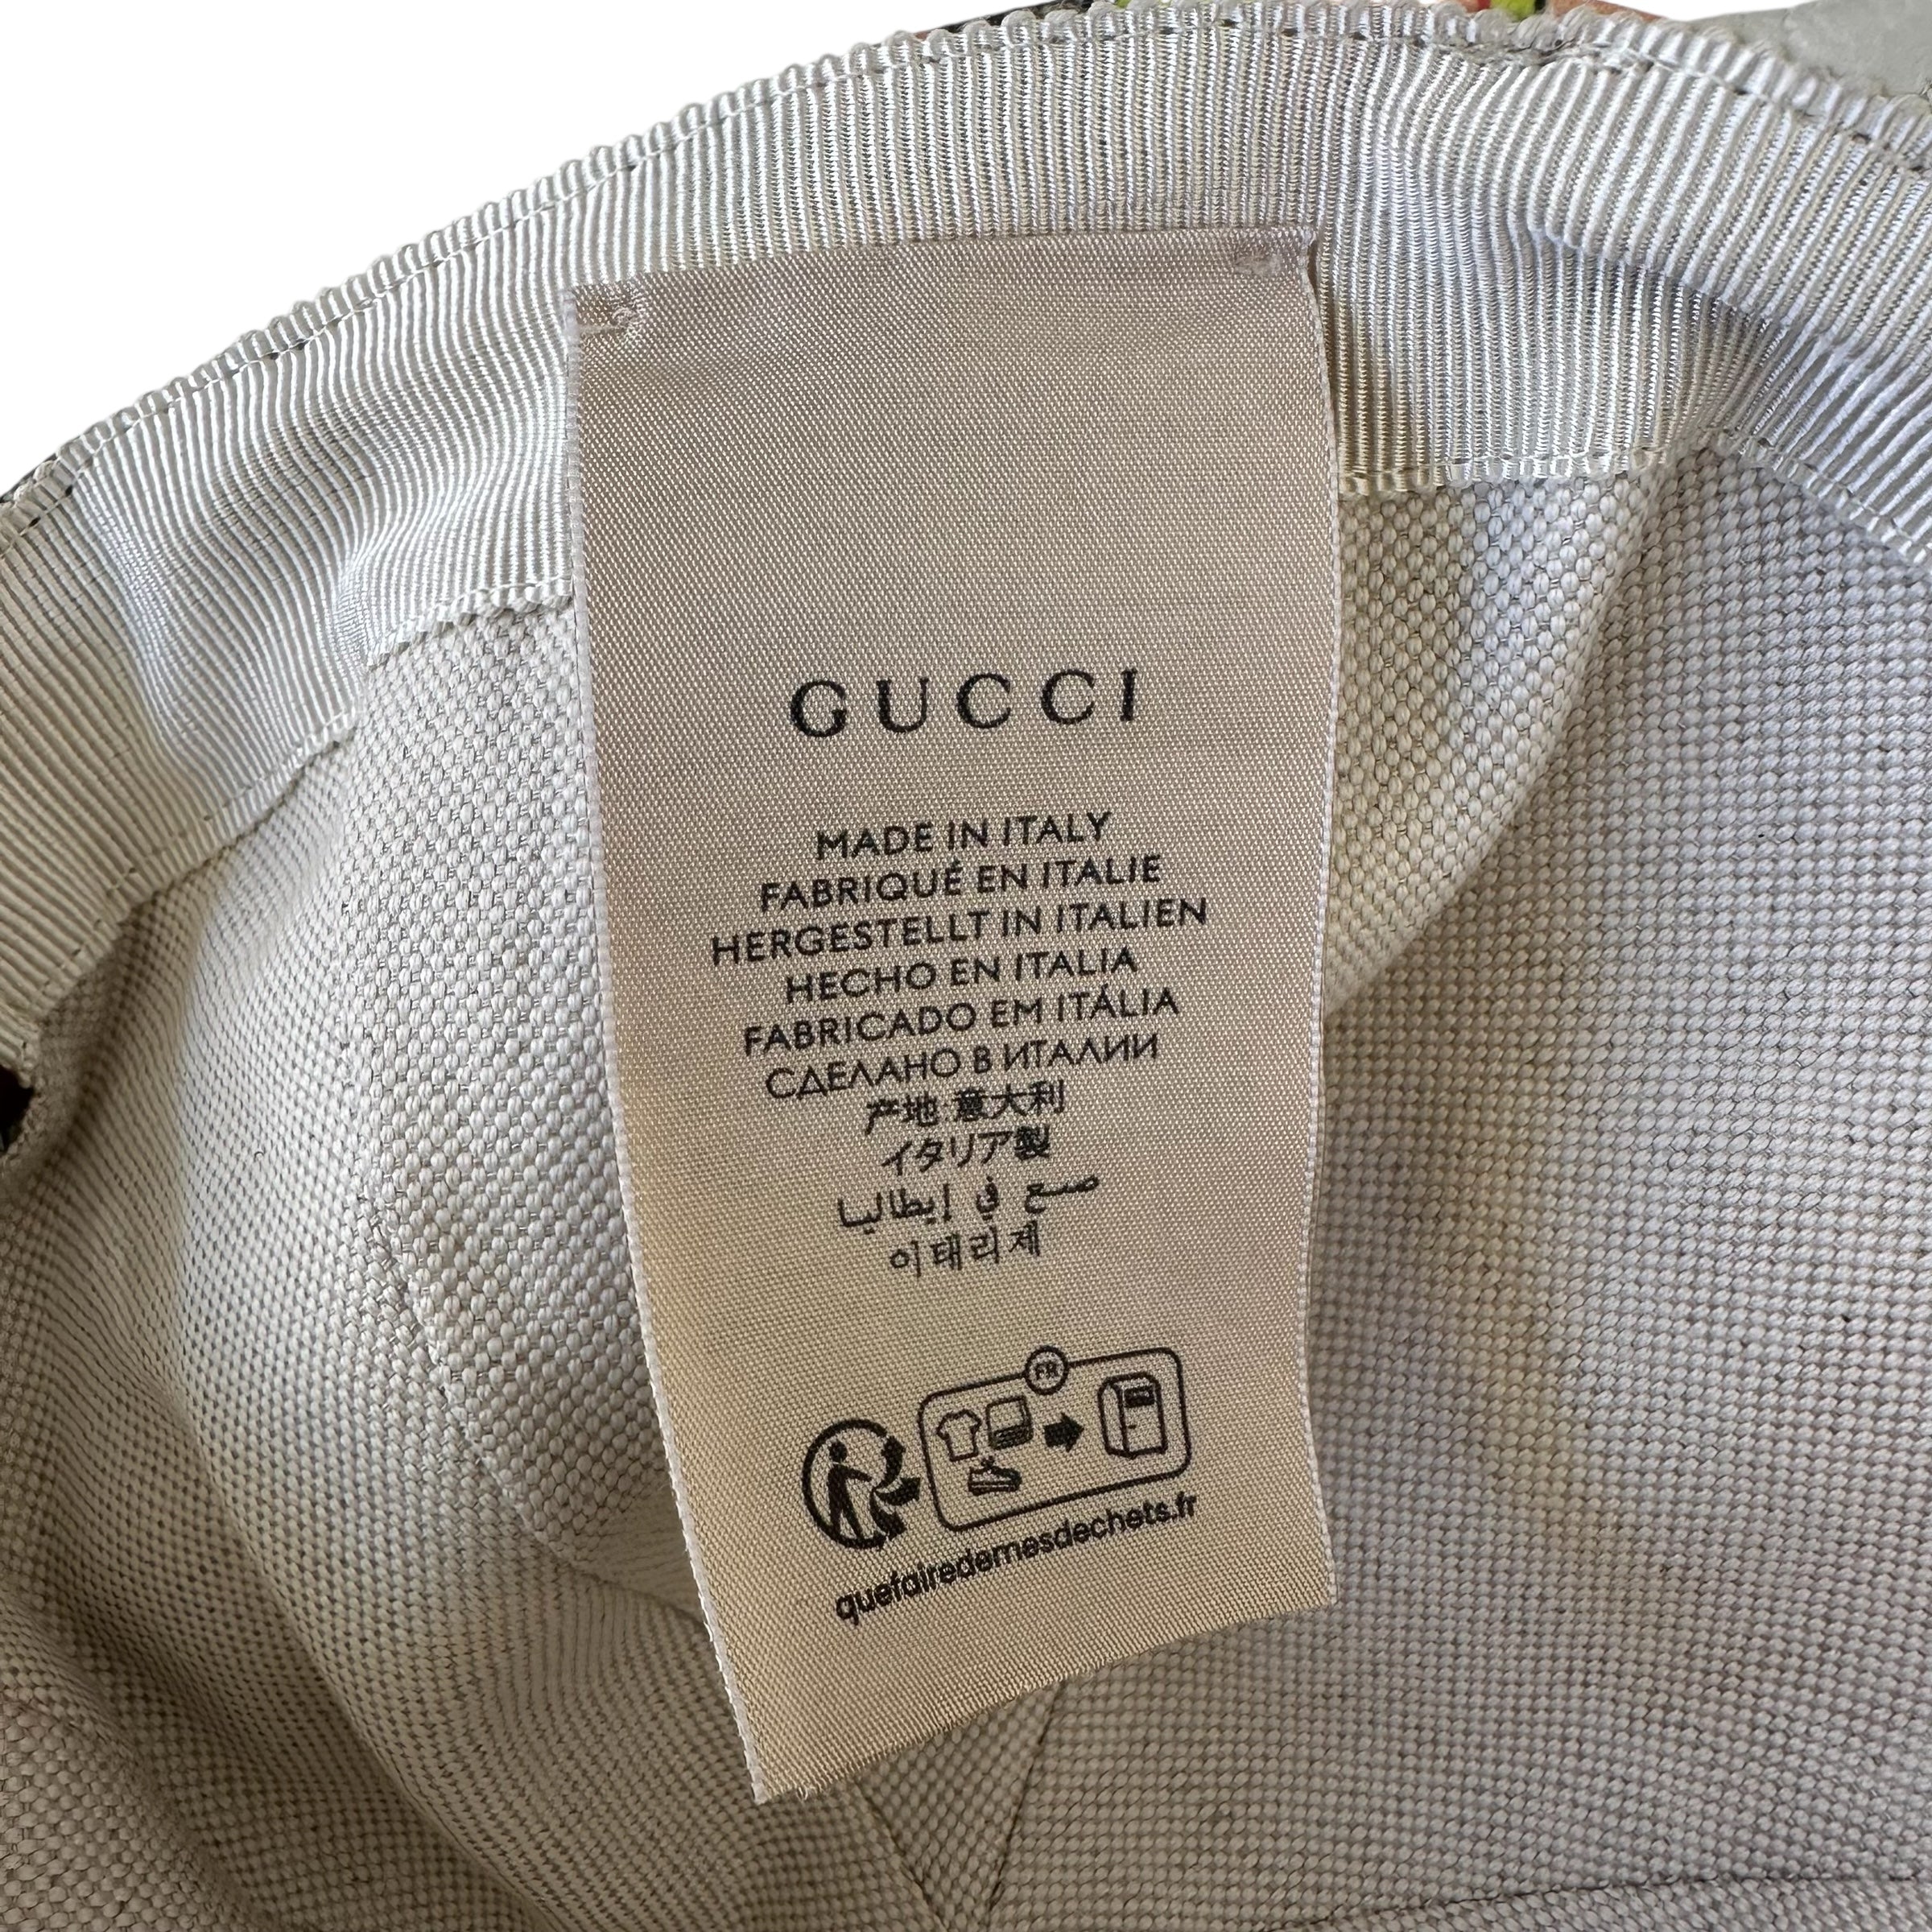 GUCCI
MADE IN ITALY
FABRIQUÉ EN ITALIE
HERGESTELLT IN ITALIEN
HECHO EN ITALIA
FABRICADO EM ITÁLIA
СДЕЛАНО В ИТАЛИИ
产地:意大利
イタリア製
صنع في إيطاليا
이태리제
FR
quefairedemesdechets.fr